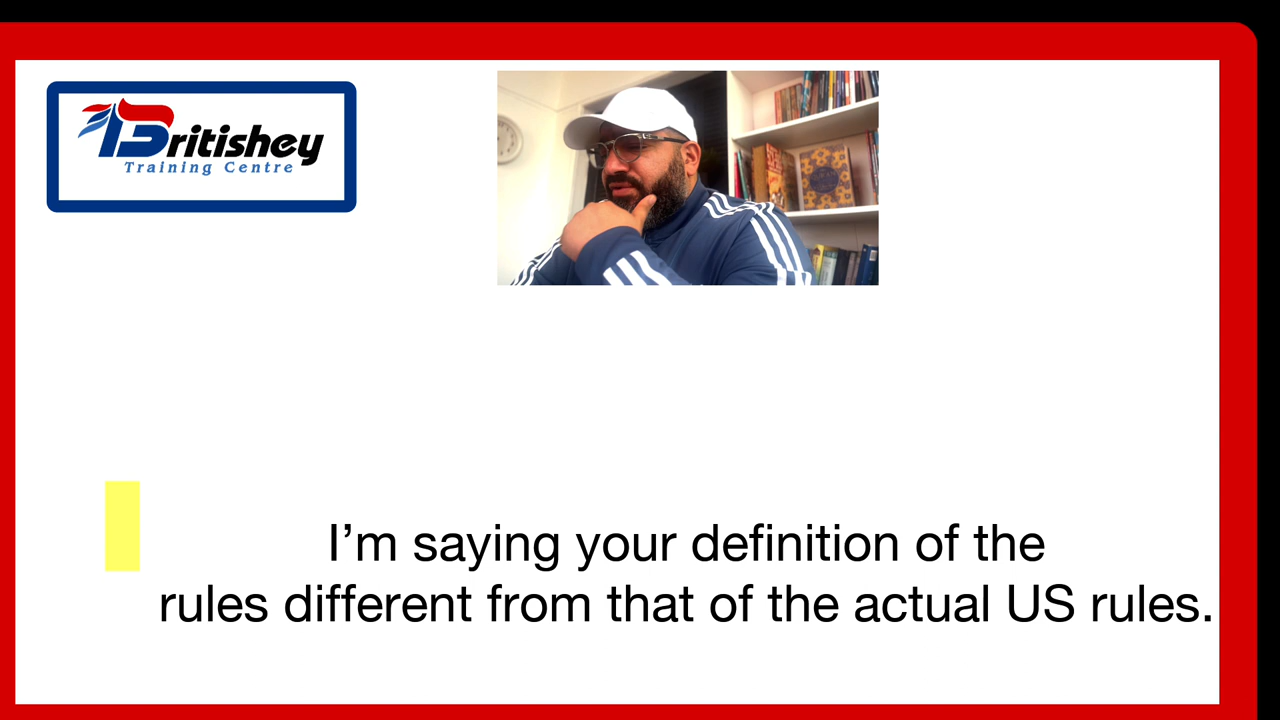 Britishey
Training Centre
I’m saying your definition of the
rules different from that of the actual US rules.